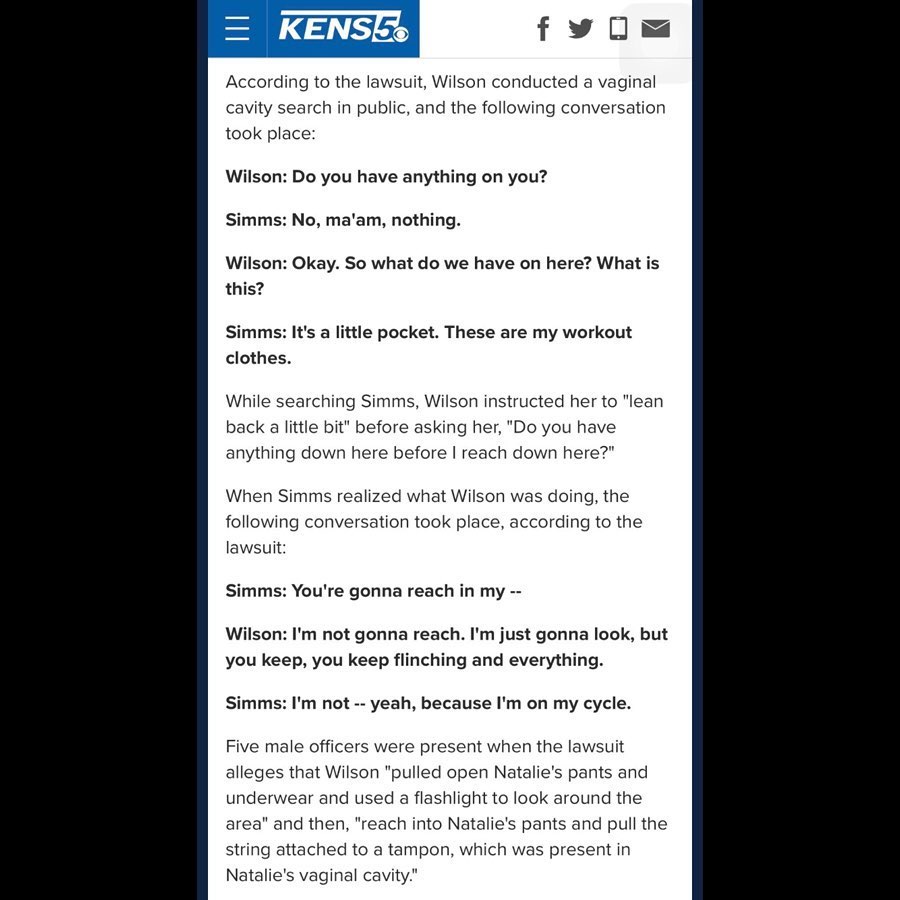 KENS5
According to the lawsuit, Wilson conducted a vaginal
cavity search in public, and the following conversation
took place:
Wilson: Do you have anything on you?
Simms: No, ma'am, nothing.
Wilson: Okay. So what do we have on here? What is
this?
Simms: It's a little pocket. These are my workout
clothes.
While searching Simms, Wilson instructed her to "lean
back a little bit" before asking her, "Do you have
anything down here before I reach down here?"
When Simms realized what Wilson was doing, the
following conversation took place, according to the
lawsuit:
Simms: You're gonna reach in my --
Wilson: I'm not gonna reach. I'm just gonna look, but
you keep, you keep flinching and everything.
Simms: I'm not -- yeah, because I'm on my cycle.
Five male officers were present when the lawsuit
alleges that Wilson "pulled open Natalie's pants and
underwear and used a flashlight to look around the
area" and then, "reach into Natalie's pants and pull the
string attached to a tampon, which was present in
Natalie's vaginal cavity."